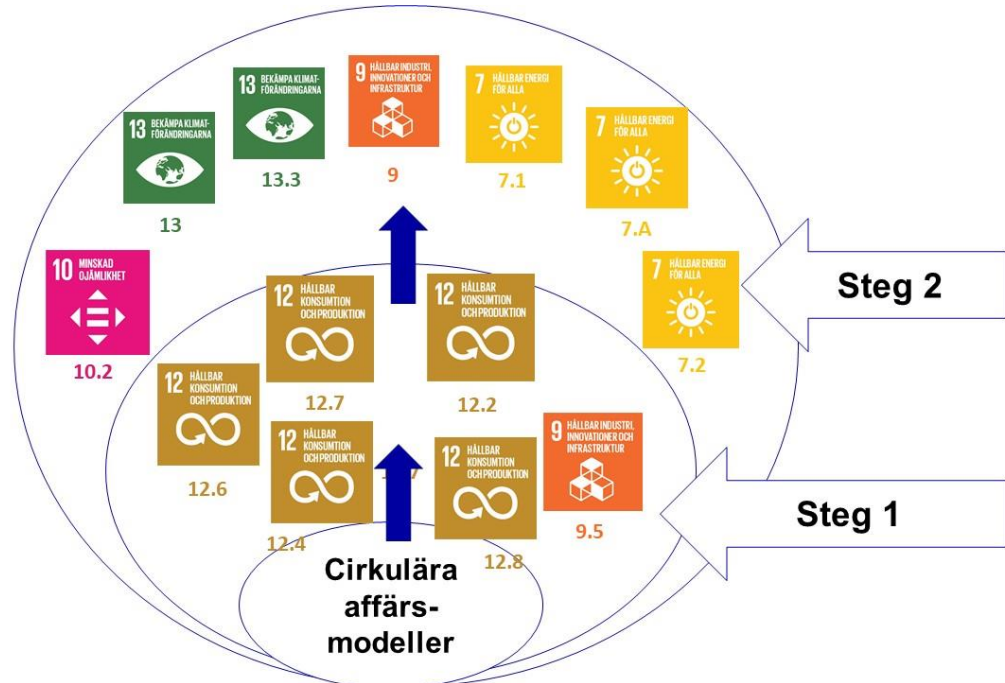 13 BEKÄMPA KLIMAT-
FÖRÄNDRINGARNA
13
13 BEKÄMPA KLIMAT-
FÖRÄNDRINGARNA
13.3
9 HÅLLBAR INDUSTRI,
INNOVATIONER OCH
INFRASTRUKTUR
9
7 HÅLLBAR ENERGI
FÖR ALLA
7.1
7 HÅLLBAR ENERGI
FÖR ALLA
7.A
10 MINSKAD
OJÄMLIKHET
10.2
7 HÅLLBAR ENERGI
FÖR ALLA
7.2
Steg 2
12 HÅLLBAR
KONSUMTION
OCH PRODUKTION
12.7
12 HÅLLBAR
KONSUMTION
OCH PRODUKTION
12.2
12 HÅLLBAR
KONSUMTION
OCH PRODUKTION
12.6
12 HÅLLBAR
KONSUMTION
OCH PRODUKTION
12.4
12 HÅLLBAR
KONSUMTION
OCH PRODUKTION
12.8
9 HÅLLBAR INDUSTRI,
INNOVATIONER OCH
INFRASTRUKTUR
9.5
Steg 1
Cirkulära
affärs-
modeller